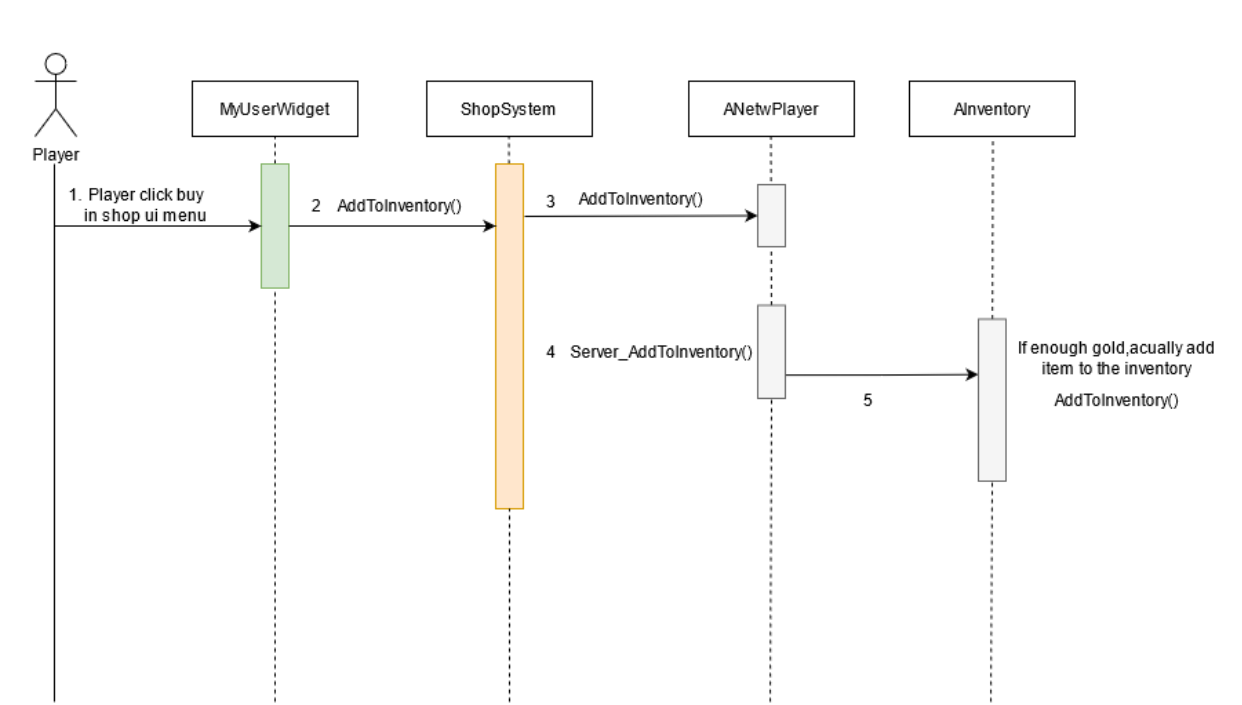 MyUserWidget
ShopSystem
ANetwPlayer
AInventory
Player
1. Player click buy
in shop ui menu
2 AddToInventory()
3 AddToInventory()
4 Server_AddToInventory()
5
If enough gold,acually add
item to the inventory
AddToInventory()